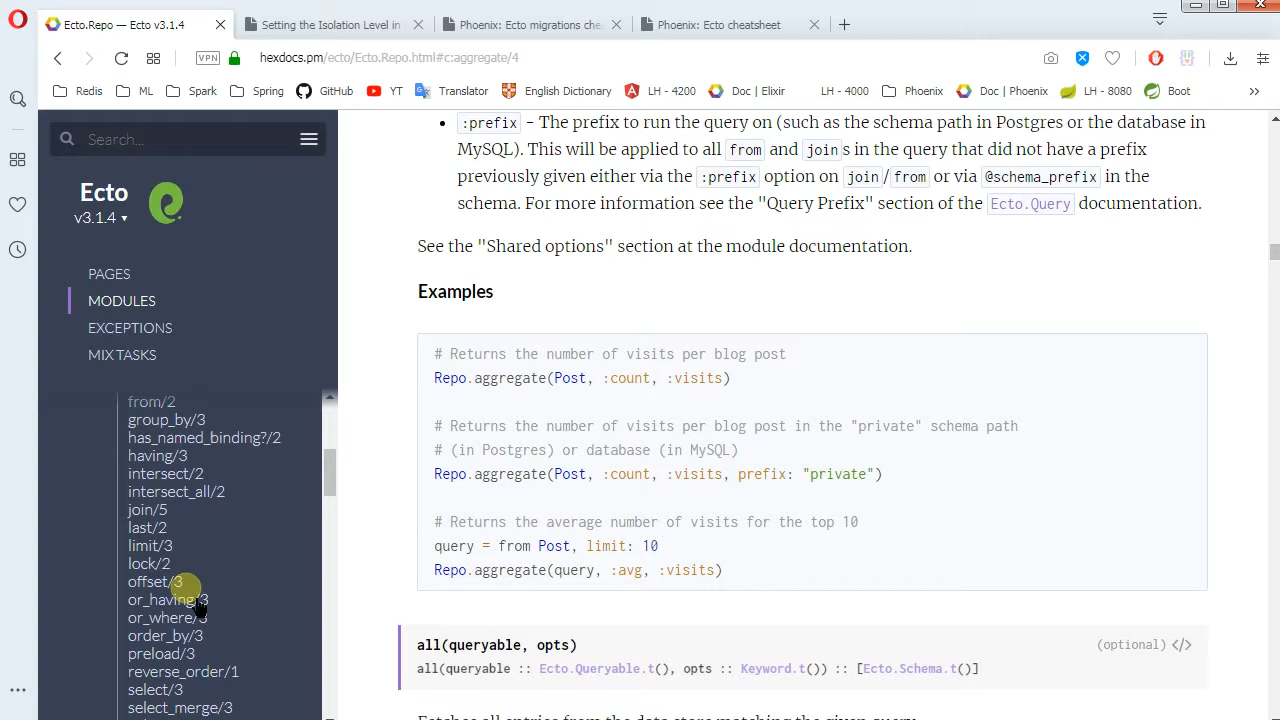 Ecto.Repo — Ecto v3.1.4
Setting the Isolation Level in
Phoenix: Ecto migrations che
Phoenix: Ecto cheatsheet
VPN
hexdocs.pm/ecto/Ecto.Repo.html#c:aggregate/4
Redis
ML
Spark
Spring
GitHub
YT
Translator
English Dictionary
LH - 4200
Doc | Elixir
LH - 4000
Phoenix
Doc | Phoenix
LH - 8080
Boot
Search...
Ecto
v3.1.4
PAGES
MODULES
EXCEPTIONS
MIX TASKS
from/2
group_by/3
has_named_binding?/2
having/3
intersect/2
intersect_all/2
join/5
last/2
limit/3
lock/2
offset/3
or_having/3
or_where/3
order_by/3
preload/3
reverse_order/1
select/3
select_merge/3
:prefix - The prefix to run the query on (such as the schema path in Postgres or the database in
MySQL). This will be applied to all from and joins in the query that did not have a prefix
previously given either via the :prefix option on join/from or via @schema_prefix in the
schema. For more information see the "Query Prefix" section of the Ecto.Query documentation.
See the "Shared options" section at the module documentation.
Examples
# Returns the number of visits per blog post
Repo.aggregate(Post, :count, :visits)
# Returns the number of visits per blog post in the "private" schema path
# (in Postgres) or database (in MySQL)
Repo.aggregate(Post, :count, :visits, prefix: "private")
# Returns the average number of visits for the top 10
query = from Post, limit: 10
Repo.aggregate(query, :avg, :visits)
all(queryable, opts)
(optional) </>
all(queryable :: Ecto.Queryable.t(), opts :: Keyword.t()) :: [Ecto.Schema.t()]
Fetches all entries from the data store matching the given query.